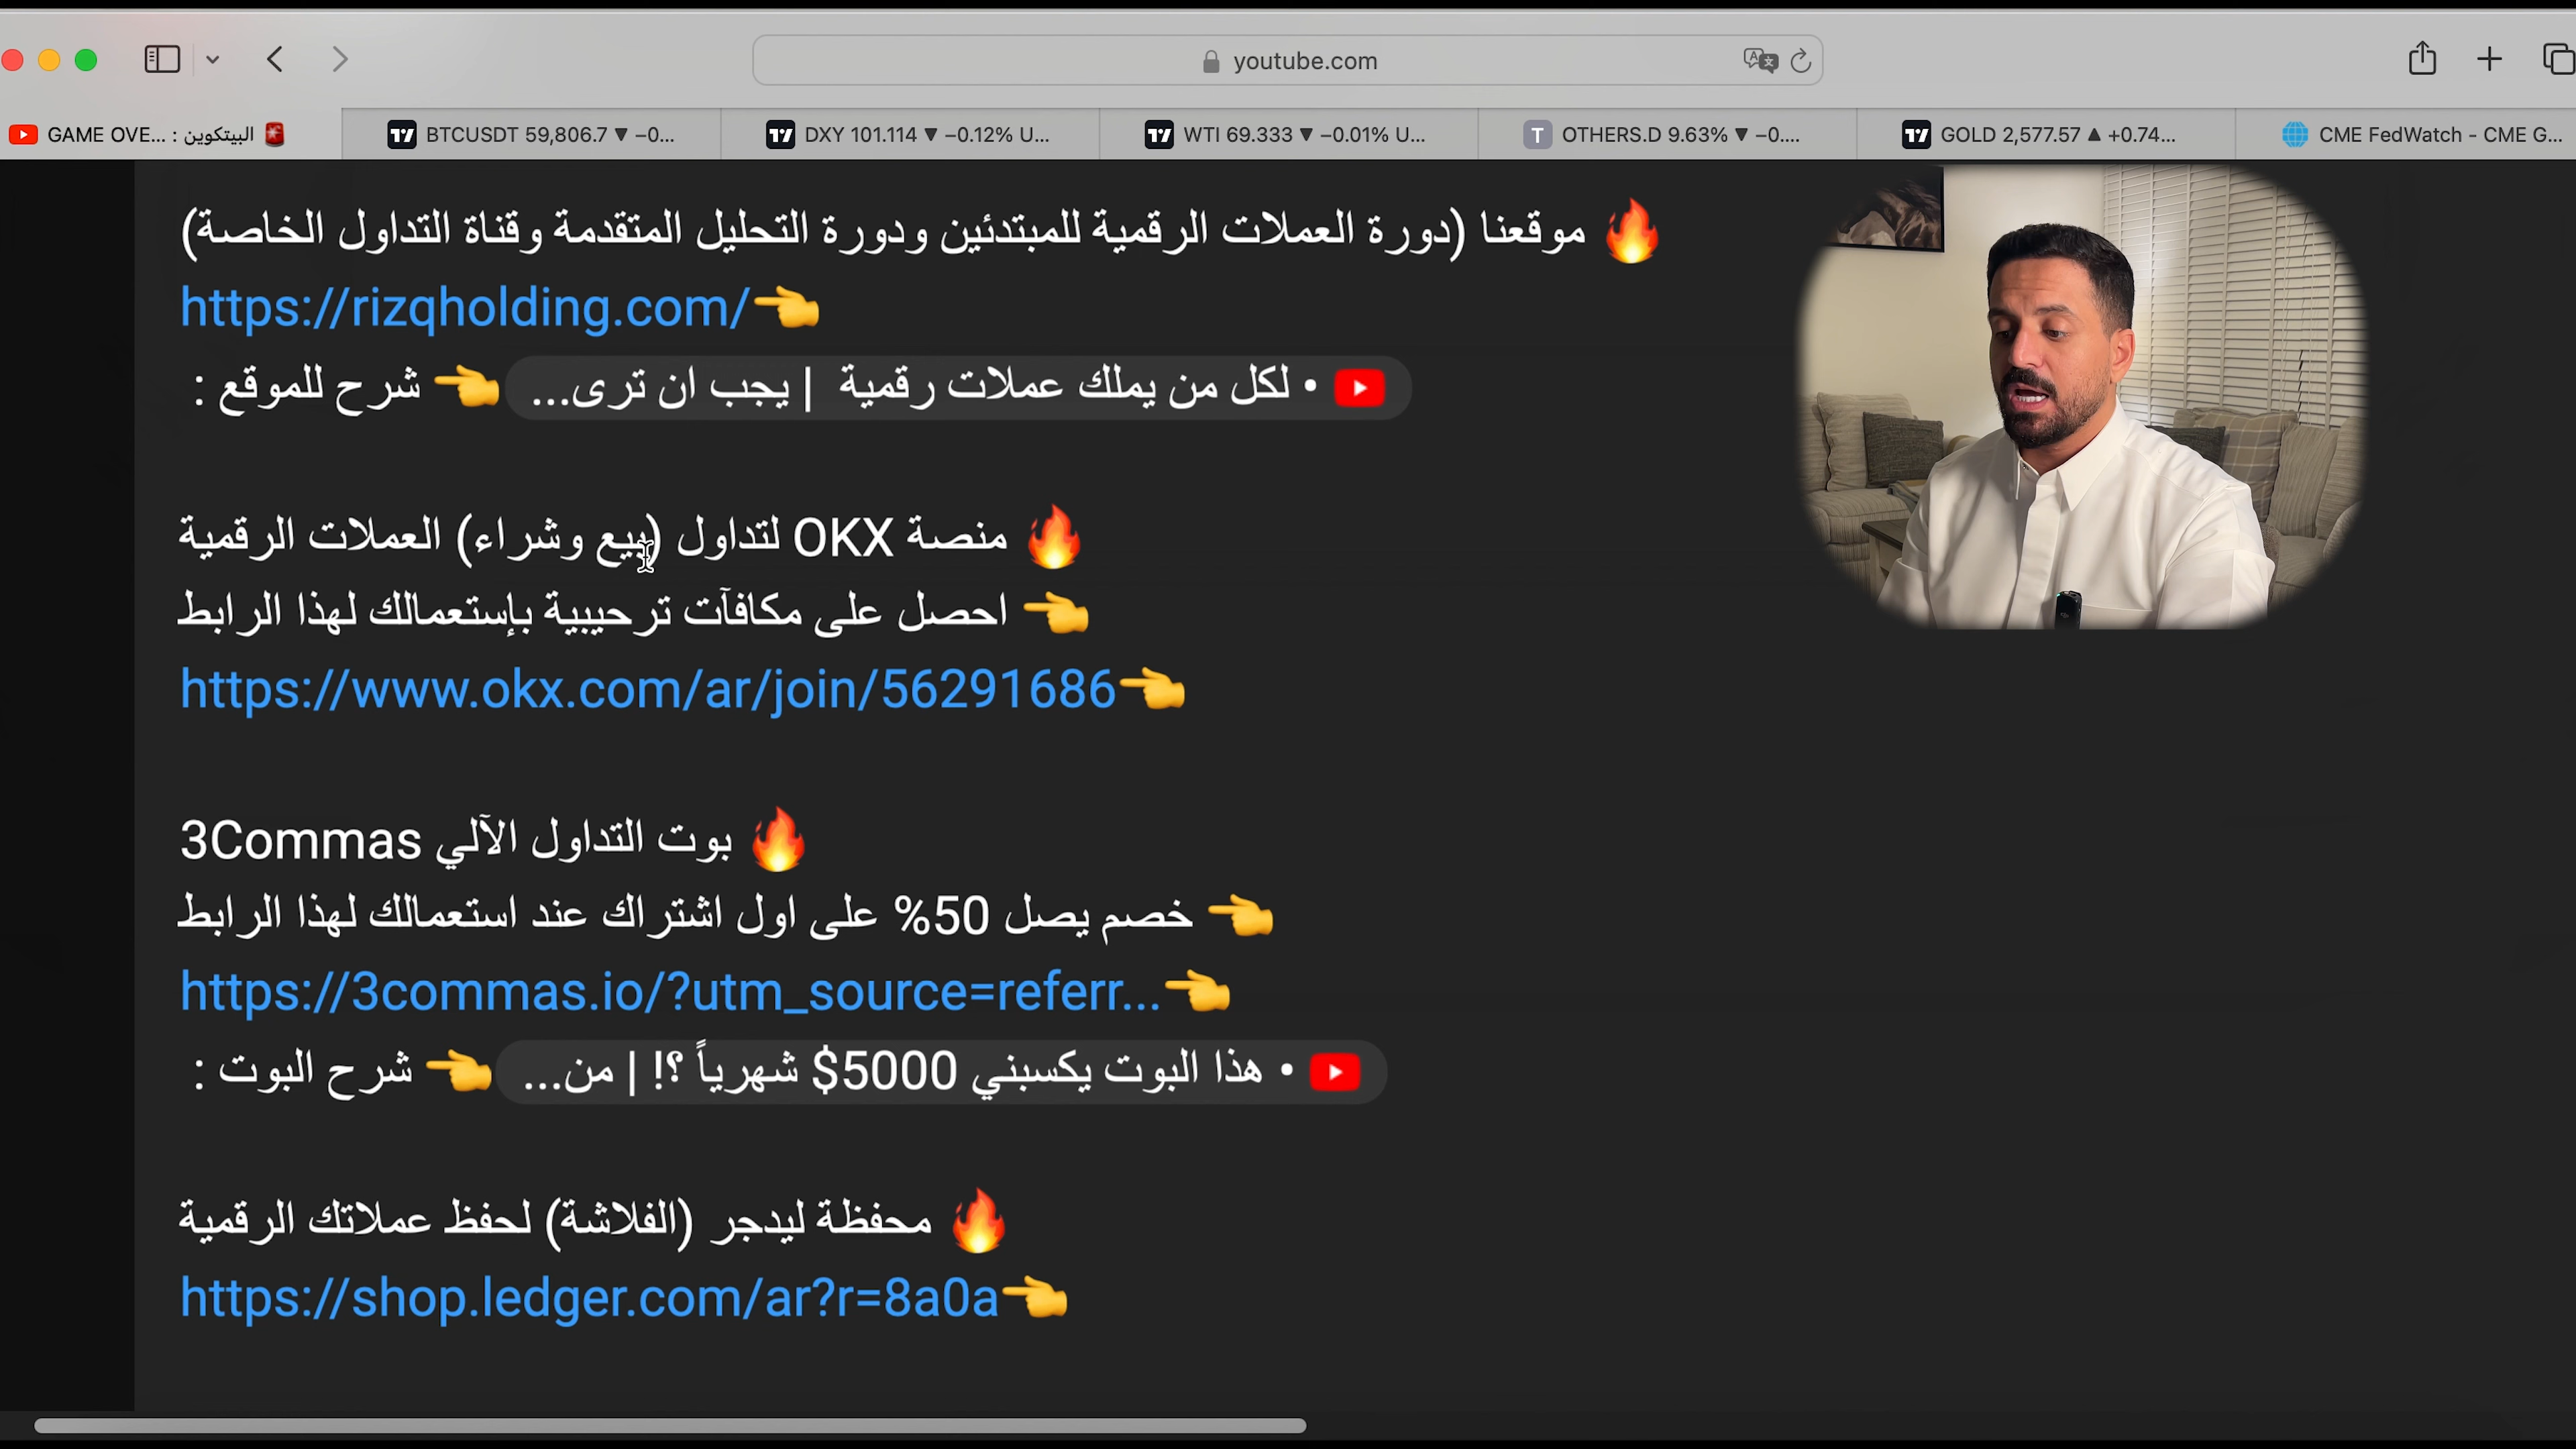 youtube.com
GAME OVE... : البيتكوين 🚨
BTCUSDT 59,806.7 ▼ −0...
DXY 101.114 ▼ −0.12% U...
WTI 69.333 ▼ −0.01% U...
T OTHERS.D 9.63% ▼ −0....
GOLD 2,577.57 ▲ +0.74...
CME FedWatch - CME G...
🔥 موقعنا (دورة العملات الرقمية للمبتدئين ودورة التحليل المتقدمة وقناة التداول الخاصة)
https://rizqholding.com/👈
• لكل من يملك عملات رقمية | يجب ان ترى... 👈 شرح للموقع :
🔥 منصة OKX لتداول (بيع وشراء) العملات الرقمية
👈 احصل على مكافآت ترحيبية بإستعمالك لهذا الرابط
https://www.okx.com/ar/join/56291686👈
🔥 بوت التداول الآلي 3Commas
👈 خصم يصل 50% على اول اشتراك عند استعمالك لهذا الرابط
https://3commas.io/?utm_source=referr...👈
• هذا البوت يكسبني 5000$ شهرياً ؟! | من... 👈 شرح البوت :
🔥 محفظة ليدجر (الفلاشة) لحفظ عملاتك الرقمية
https://shop.ledger.com/ar?r=8a0a👈